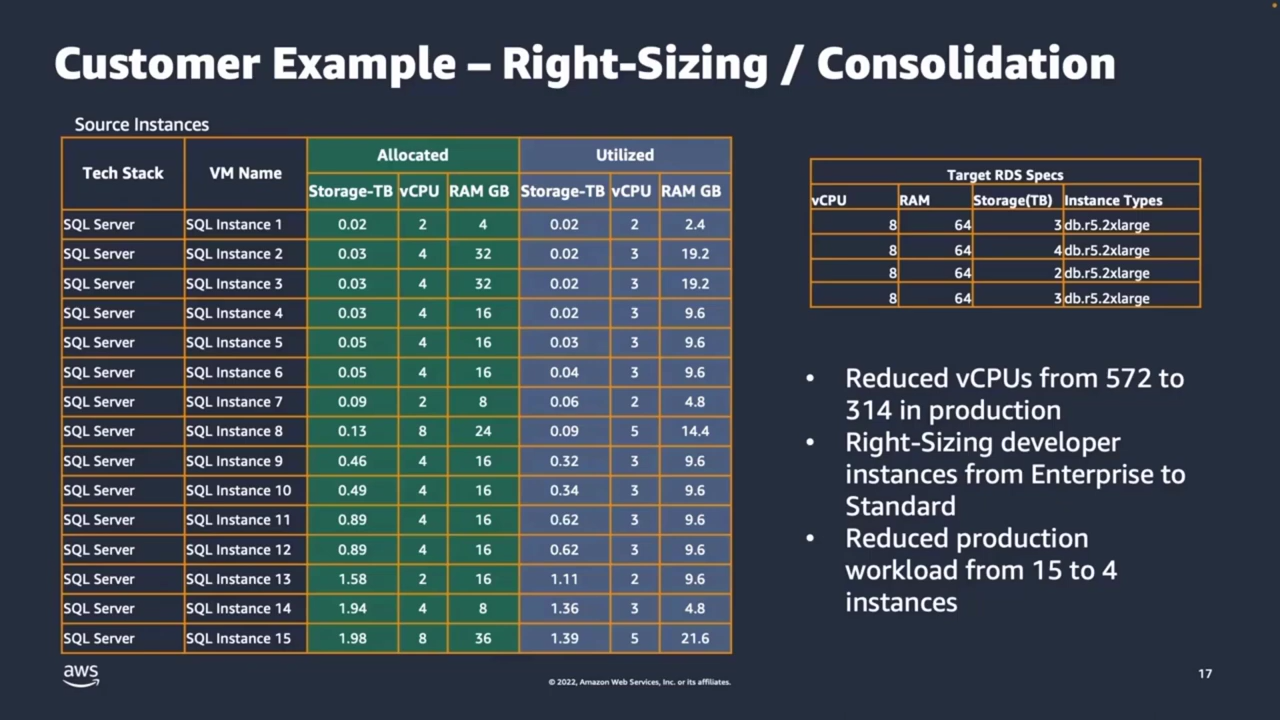 Customer Example – Right-Sizing / Consolidation
Source Instances
Tech Stack VM Name Allocated Utilized
Storage-TB vCPU RAM GB Storage-TB vCPU RAM GB
SQL Server SQL Instance 1 0.02 2 4 0.02 2 2.4
SQL Server SQL Instance 2 0.03 4 32 0.02 3 19.2
SQL Server SQL Instance 3 0.03 4 32 0.02 3 19.2
SQL Server SQL Instance 4 0.03 4 16 0.02 3 9.6
SQL Server SQL Instance 5 0.05 4 16 0.03 3 9.6
SQL Server SQL Instance 6 0.05 4 16 0.04 3 9.6
SQL Server SQL Instance 7 0.09 2 8 0.06 2 4.8
SQL Server SQL Instance 8 0.13 8 24 0.09 5 14.4
SQL Server SQL Instance 9 0.46 4 16 0.32 3 9.6
SQL Server SQL Instance 10 0.49 4 16 0.34 3 9.6
SQL Server SQL Instance 11 0.89 4 16 0.62 3 9.6
SQL Server SQL Instance 12 0.89 4 16 0.62 3 9.6
SQL Server SQL Instance 13 1.58 2 16 1.11 2 9.6
SQL Server SQL Instance 14 1.94 4 8 1.36 3 4.8
SQL Server SQL Instance 15 1.98 8 36 1.39 5 21.6
Target RDS Specs
vCPU RAM Storage(TB) Instance Types
8 64 3 db.r5.2xlarge
8 64 4 db.r5.2xlarge
8 64 2 db.r5.2xlarge
8 64 3 db.r5.2xlarge
• Reduced vCPUs from 572 to
314 in production
• Right-Sizing developer
instances from Enterprise to
Standard
• Reduced production
workload from 15 to 4
instances
aws
© 2022, Amazon Web Services, Inc. or its affiliates.
17